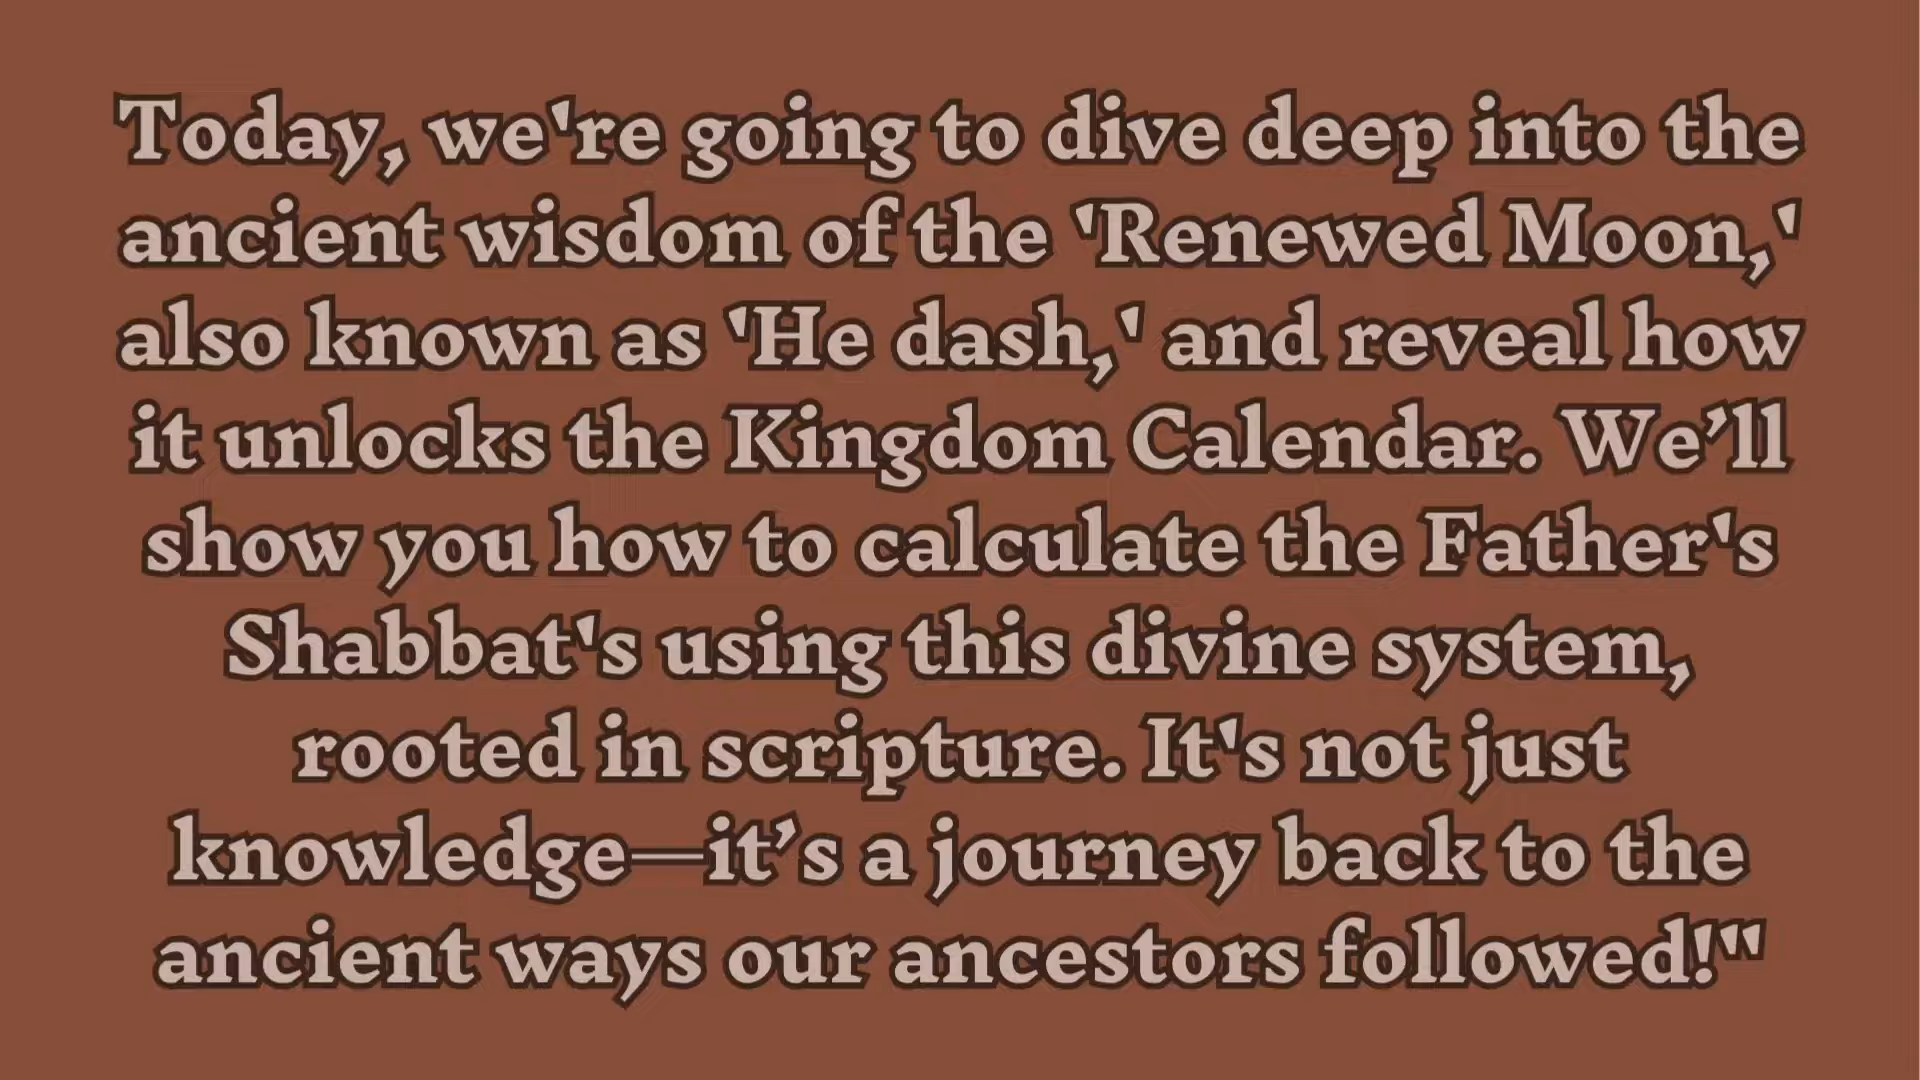 Today, we're going to dive deep into the
ancient wisdom of the 'Renewed Moon,'
also known as 'He dash,' and reveal how
it unlocks the Kingdom Calendar. We’ll
show you how to calculate the Father's
Shabbat's using this divine system,
rooted in scripture. It's not just
knowledge—it’s a journey back to the
ancient ways our ancestors followed!"